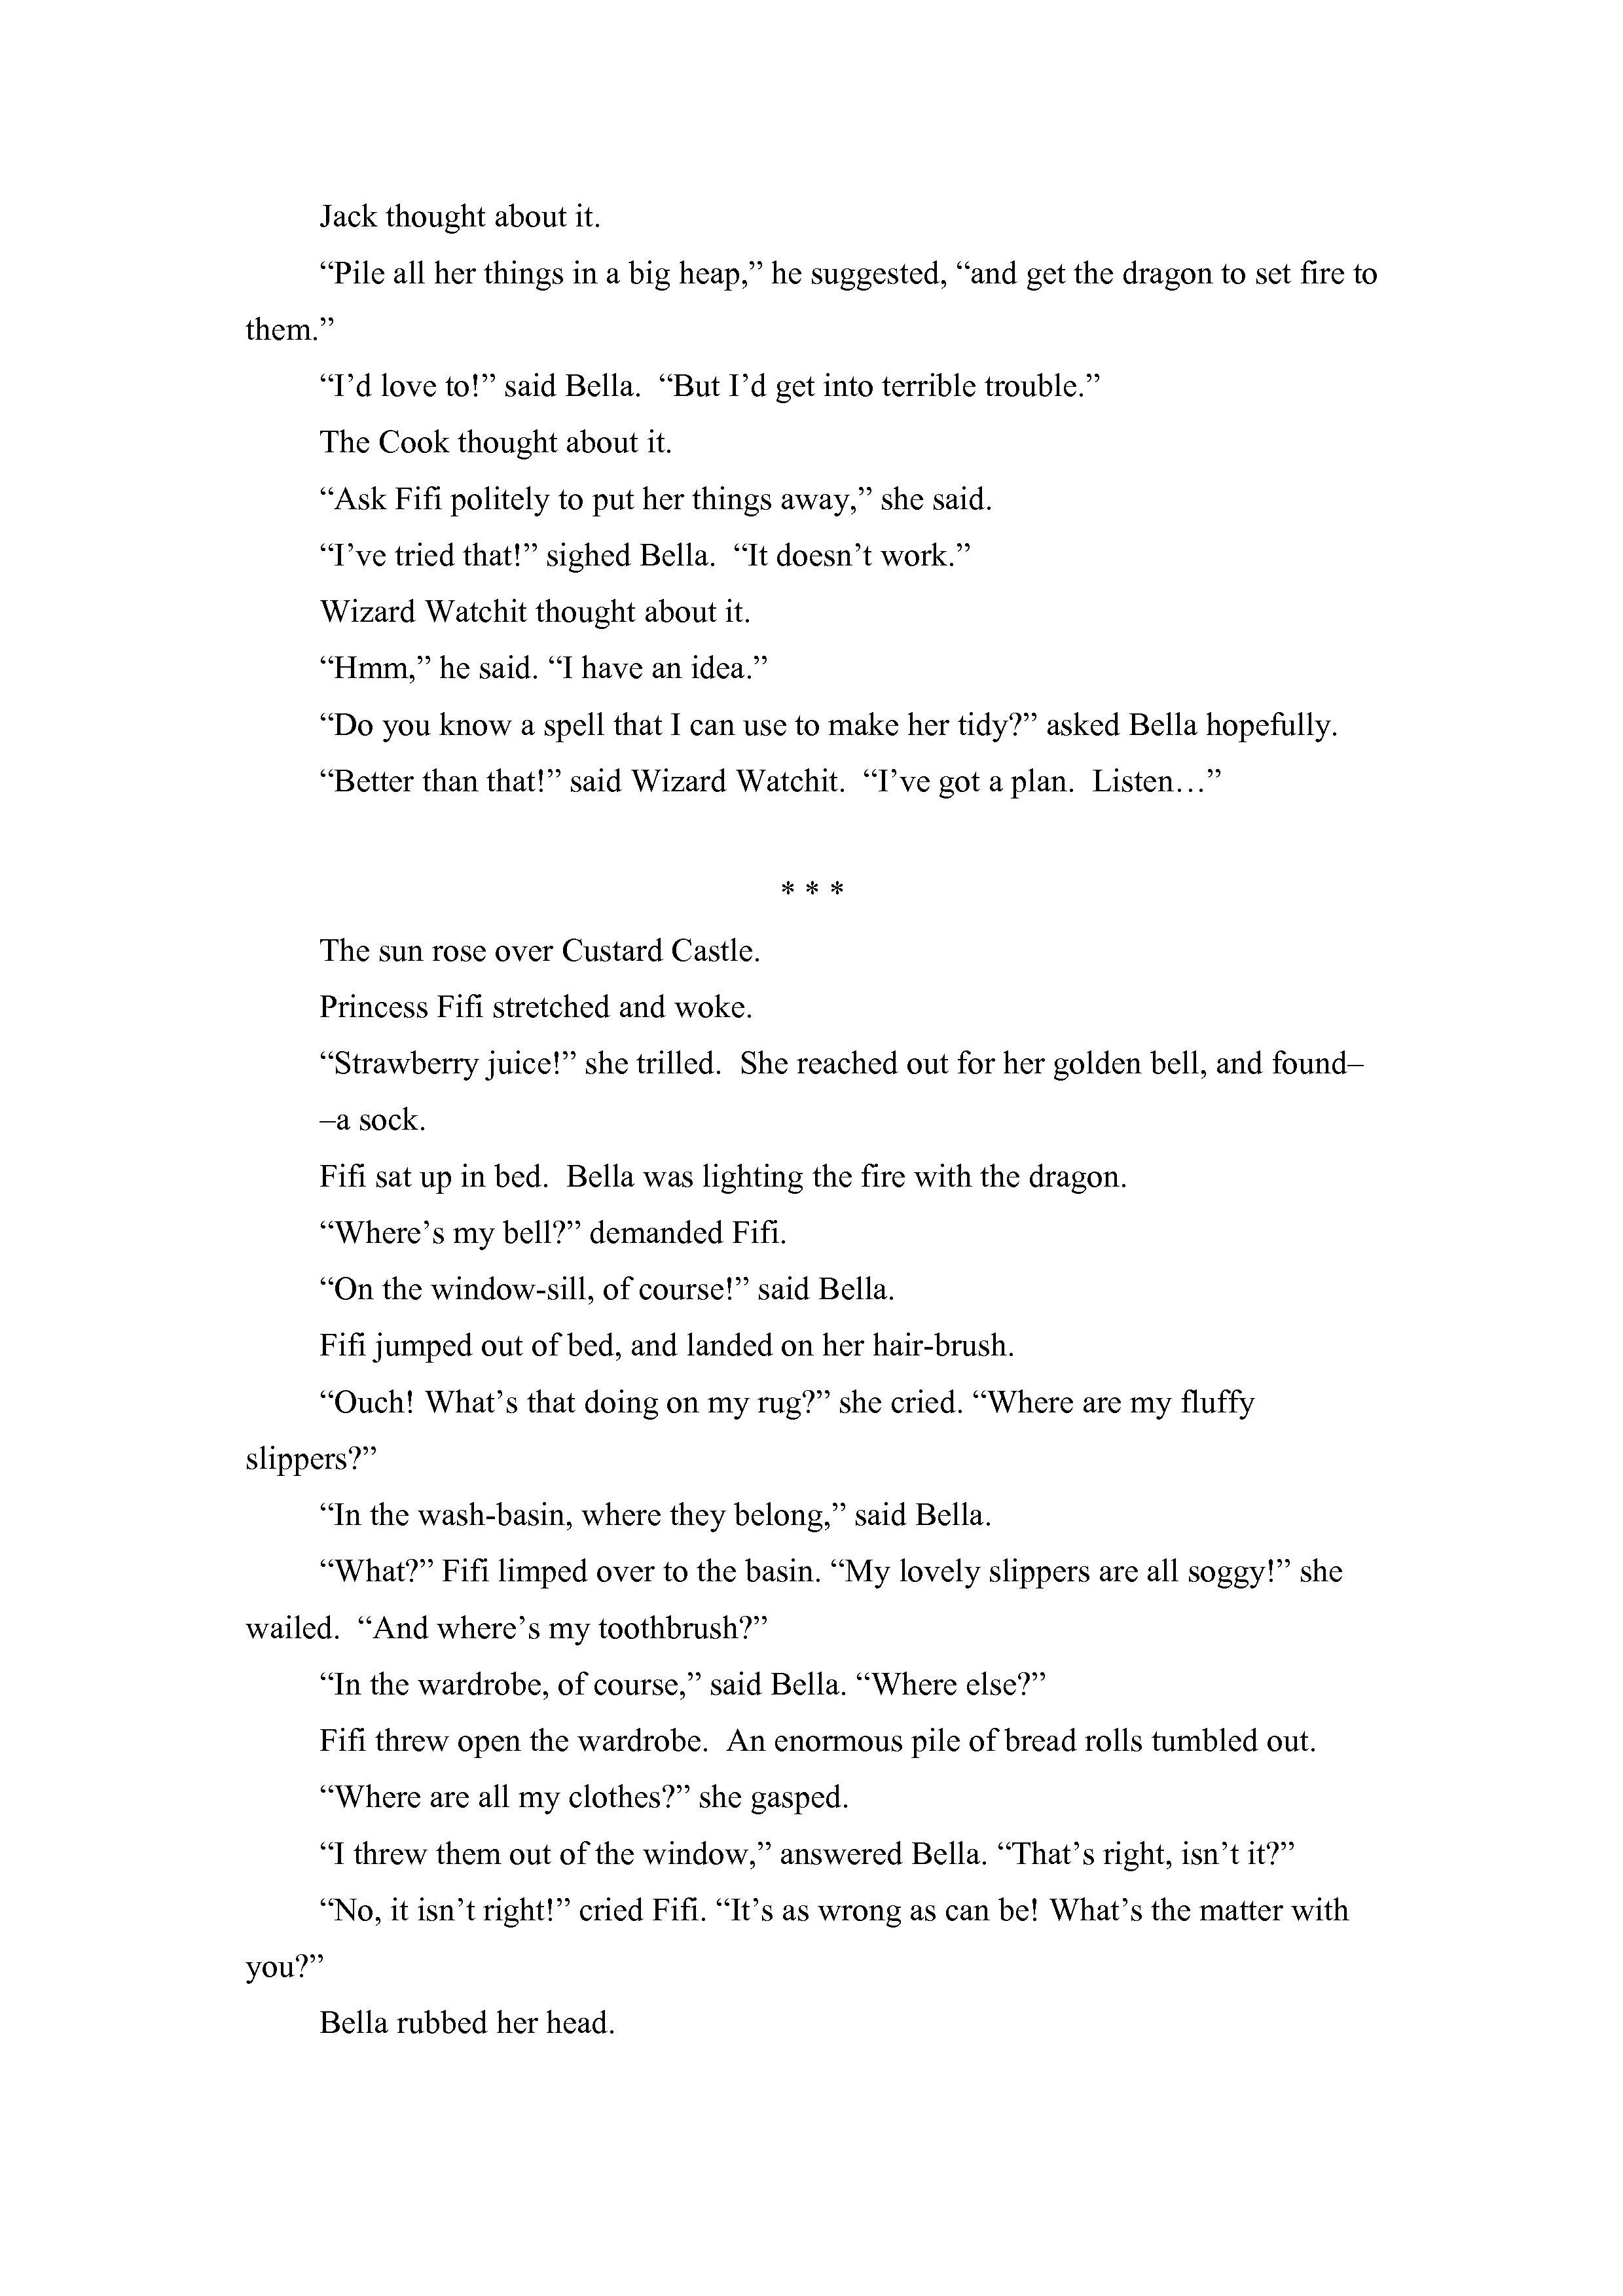 Jack thought about it.
“Pile all her things in a big heap,” he suggested, “and get the dragon to set fire to
them.”
“I’d love to!” said Bella.  “But I’d get into terrible trouble.”
The Cook thought about it.
“Ask Fifi politely to put her things away,” she said.
“I’ve tried that!” sighed Bella.  “It doesn’t work.”
Wizard Watchit thought about it.
“Hmm,” he said. “I have an idea.”
“Do you know a spell that I can use to make her tidy?” asked Bella hopefully.
“Better than that!” said Wizard Watchit.  “I’ve got a plan.  Listen…”
* * *
The sun rose over Custard Castle.
Princess Fifi stretched and woke.
“Strawberry juice!” she trilled.  She reached out for her golden bell, and found–
–a sock.
Fifi sat up in bed.  Bella was lighting the fire with the dragon.
“Where’s my bell?” demanded Fifi.
“On the window-sill, of course!” said Bella.
Fifi jumped out of bed, and landed on her hair-brush.
“Ouch! What’s that doing on my rug?” she cried. “Where are my fluffy
slippers?”
“In the wash-basin, where they belong,” said Bella.
“What?” Fifi limped over to the basin. “My lovely slippers are all soggy!” she
wailed.  “And where’s my toothbrush?”
“In the wardrobe, of course,” said Bella. “Where else?”
Fifi threw open the wardrobe.  An enormous pile of bread rolls tumbled out.
“Where are all my clothes?” she gasped.
“I threw them out of the window,” answered Bella. “That’s right, isn’t it?”
“No, it isn’t right!” cried Fifi. “It’s as wrong as can be! What’s the matter with
you?”
Bella rubbed her head.